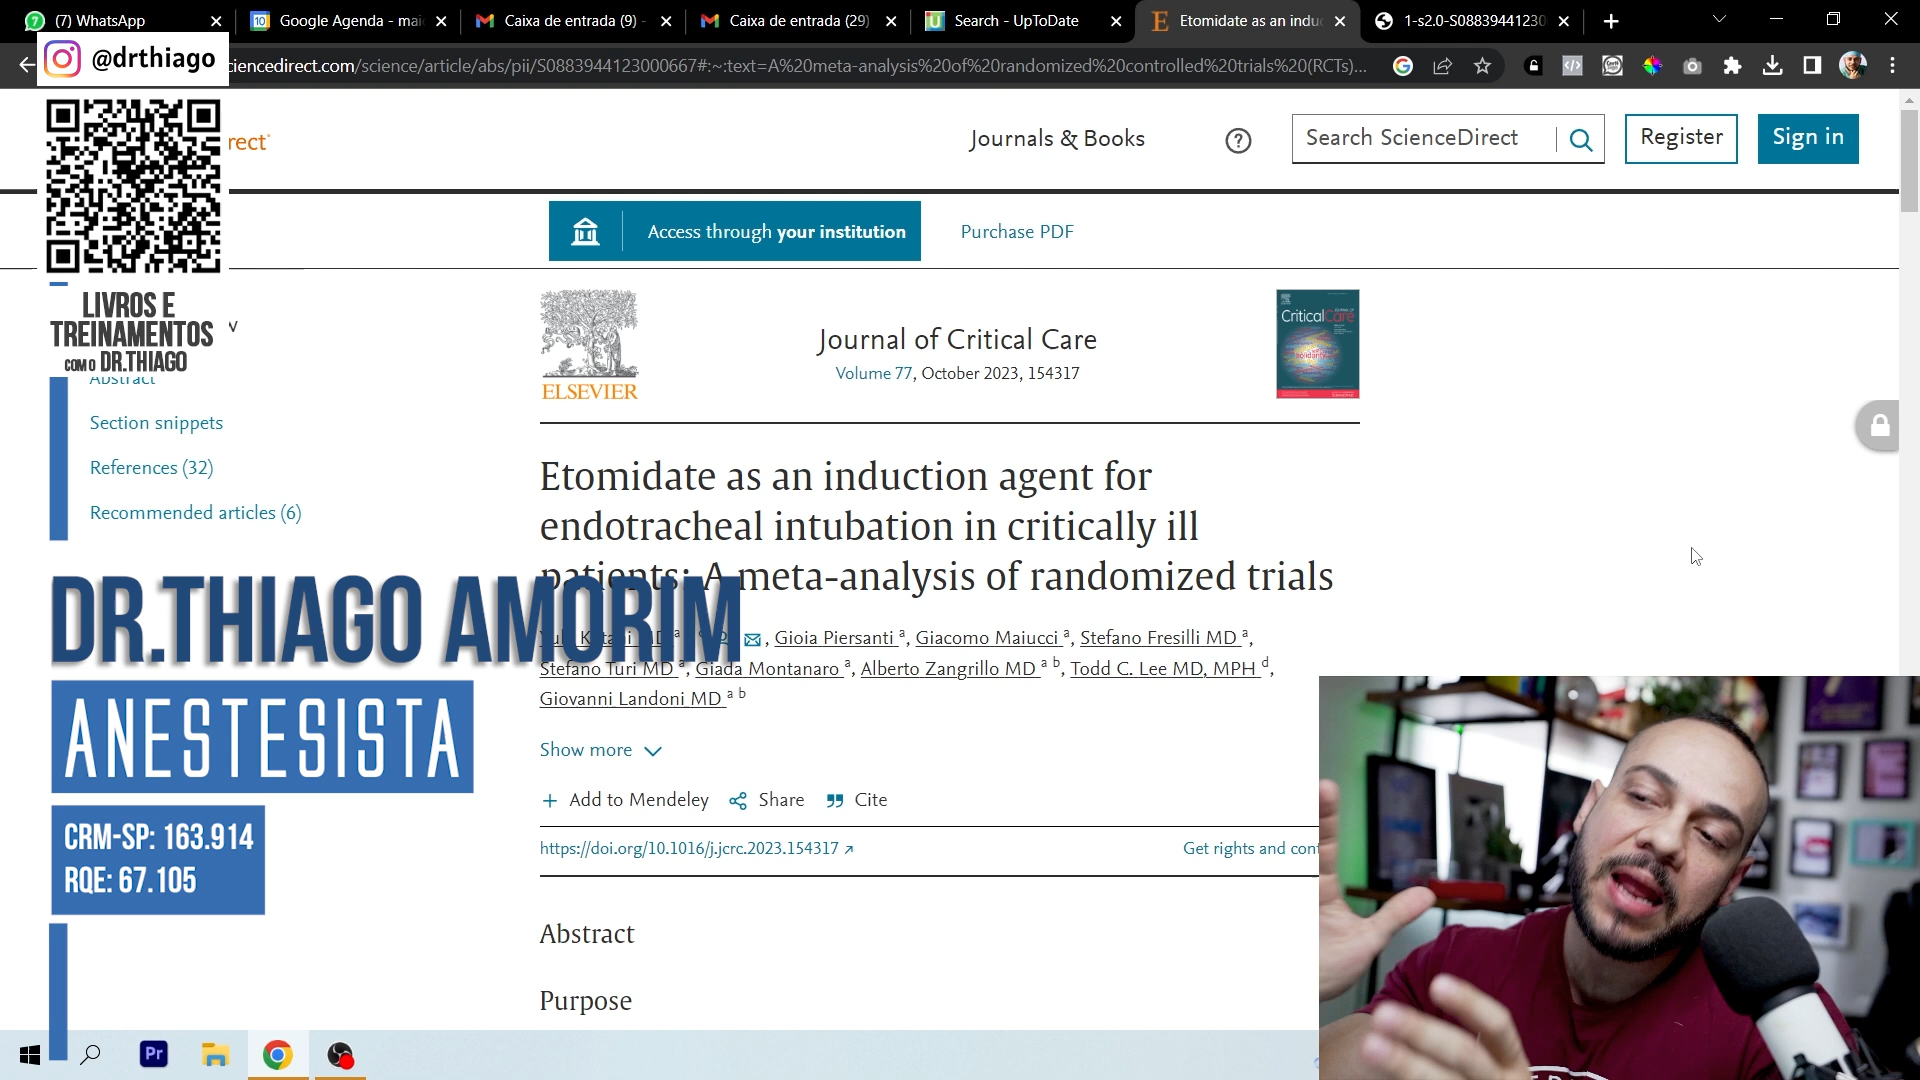 (7) WhatsApp
Google Agenda - mai
Caixa de entrada (9) -
Caixa de entrada (29)
Search - UpToDate
Etomidate as an indu
1-s2.0-S08839441230
@drthiago
ciencedirect.com/science/article/abs/pii/S0883944123000667#:~:text=A%20meta-analysis%20of%20randomized%20controlled%20trials%20(RCTs)...
rect
Journals & Books
Search ScienceDirect
Register
Sign in
Access through your institution
Purchase PDF
LIVROS E
TREINAMENTOS
COM O DR.THIAGO
Abstract
Section snippets
References (32)
Recommended articles (6)
ELSEVIER
Journal of Critical Care
Volume 77, October 2023, 154317
Critical Care
Etomidate as an induction agent for
endotracheal intubation in critically ill
patients: A meta-analysis of randomized trials
DR.THIAGO AMORIM
ANESTESISTA
CRM-SP: 163.914
RQE: 67.105
, Gioia Piersanti a, Giacomo Maiucci a, Stefano Fresilli MD a,
Stefano Turi MD a, Giada Montanaro a, Alberto Zangrillo MD a b, Todd C. Lee MD, MPH d,
Giovanni Landoni MD a b
Show more
Add to Mendeley
Share
Cite
https://doi.org/10.1016/j.jcrc.2023.154317
Get rights and cont
Abstract
Purpose
Pr